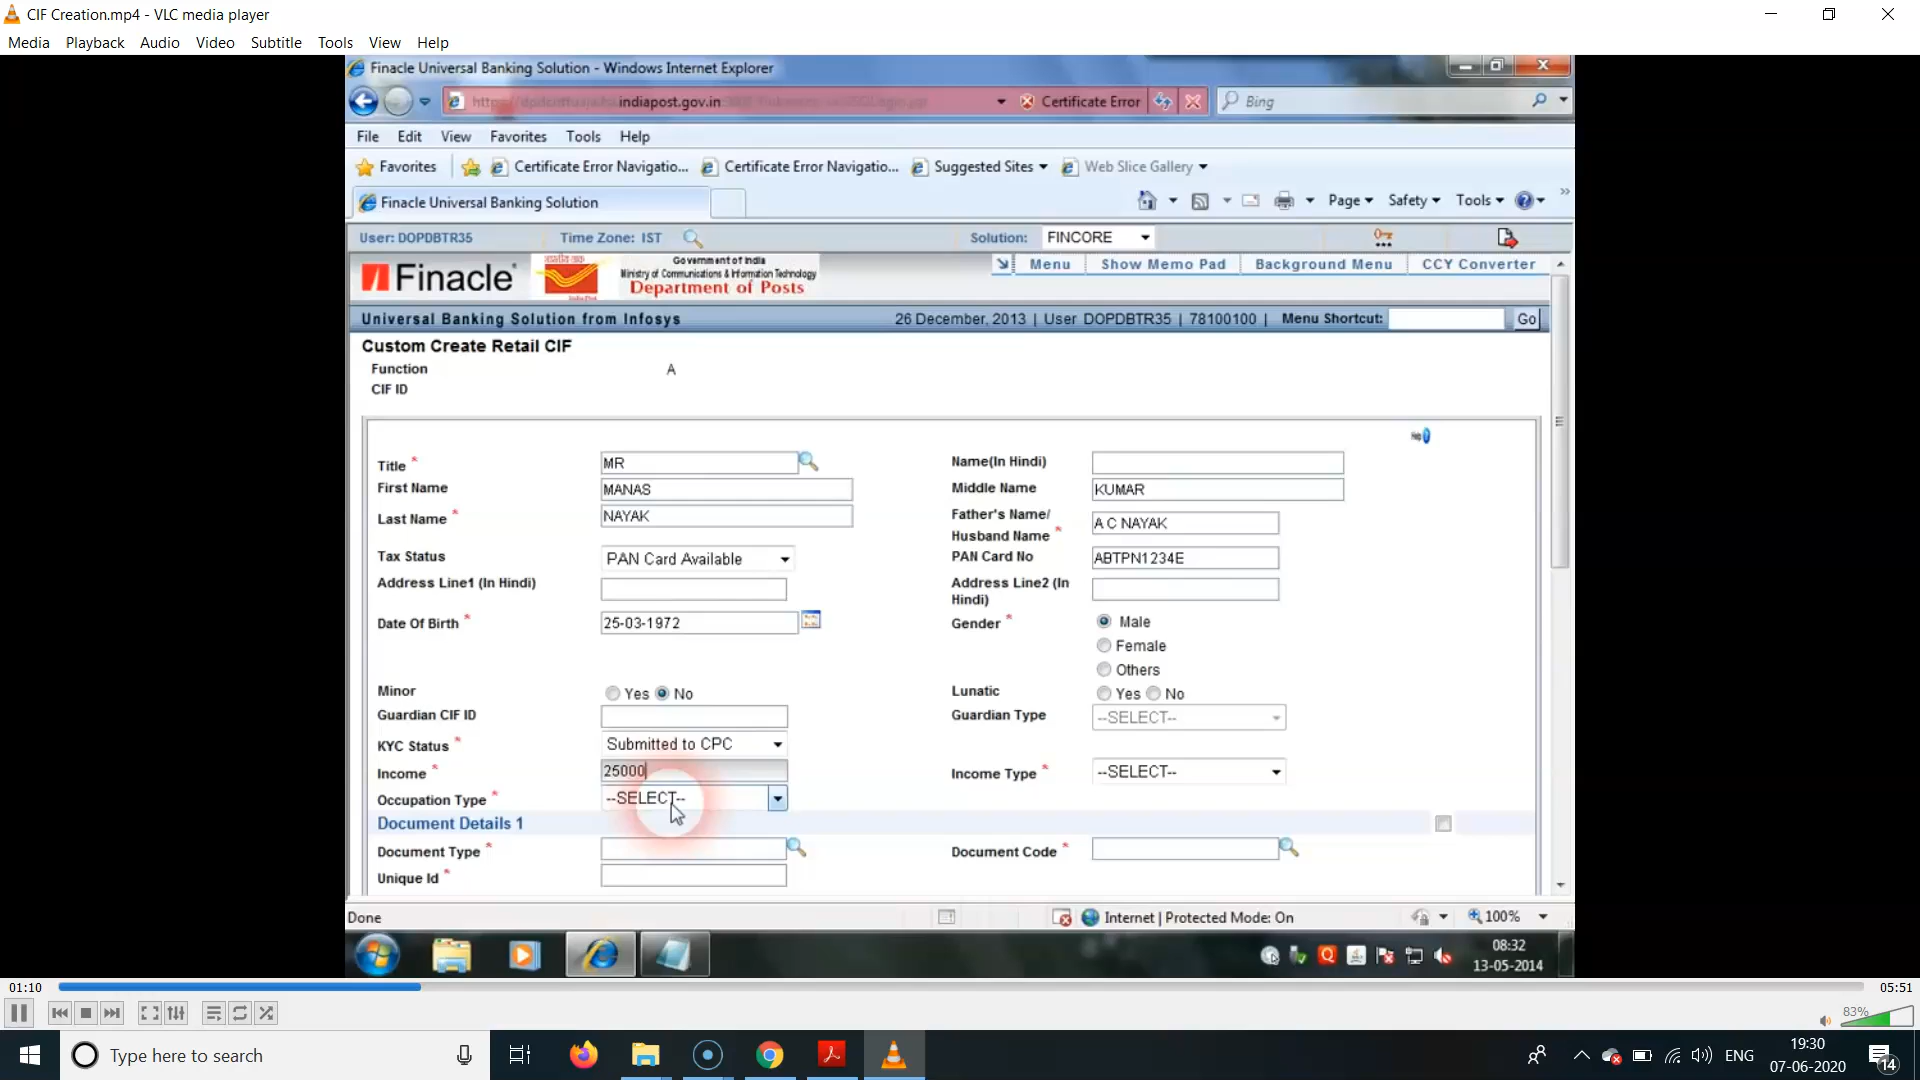 CIF Creation.mp4 - VLC media player
Media Playback Audio Video Subtitle Tools View Help
Finacle Universal Banking Solution - Windows Internet Explorer
indiapost.gov.in Certificate Error Bing
File Edit View Favorites Tools Help
Favorites Certificate Error Navigatio... Certificate Error Navigatio... Suggested Sites Web Slice Gallery
Finacle Universal Banking Solution Page Safety Tools
User: DOPDBTR35 Time Zone: IST Solution: FINCORE
Finacle
Government of India
Ministry of Communications & Information Technology
Department of Posts
Menu Show Memo Pad Background Menu CCY Converter
Universal Banking Solution from Infosys 26 December, 2013 | User DOPDBTR35 | 78100100 | Menu Shortcut: Go
Custom Create Retail CIF
Function A
CIF ID
Help
Title * MR Name(In Hindi)
First Name MANAS Middle Name KUMAR
Last Name * NAYAK Father's Name/ Husband Name * A C NAYAK
Tax Status PAN Card Available PAN Card No ABTPN1234E
Address Line1 (In Hindi) Address Line2 (In Hindi)
Date Of Birth * 25-03-1972 Gender * Male
Female
Others
Minor Yes No Lunatic Yes No
Guardian CIF ID Guardian Type --SELECT--
KYC Status * Submitted to CPC
Income * 25000 Income Type * --SELECT--
Occupation Type * --SELECT--
Document Details 1
Document Type * Document Code *
Unique Id *
Done Internet | Protected Mode: On 100%
08:32
13-05-2014
01:10 05:51
83%
Type here to search ENG 19:30
07-06-2020 14